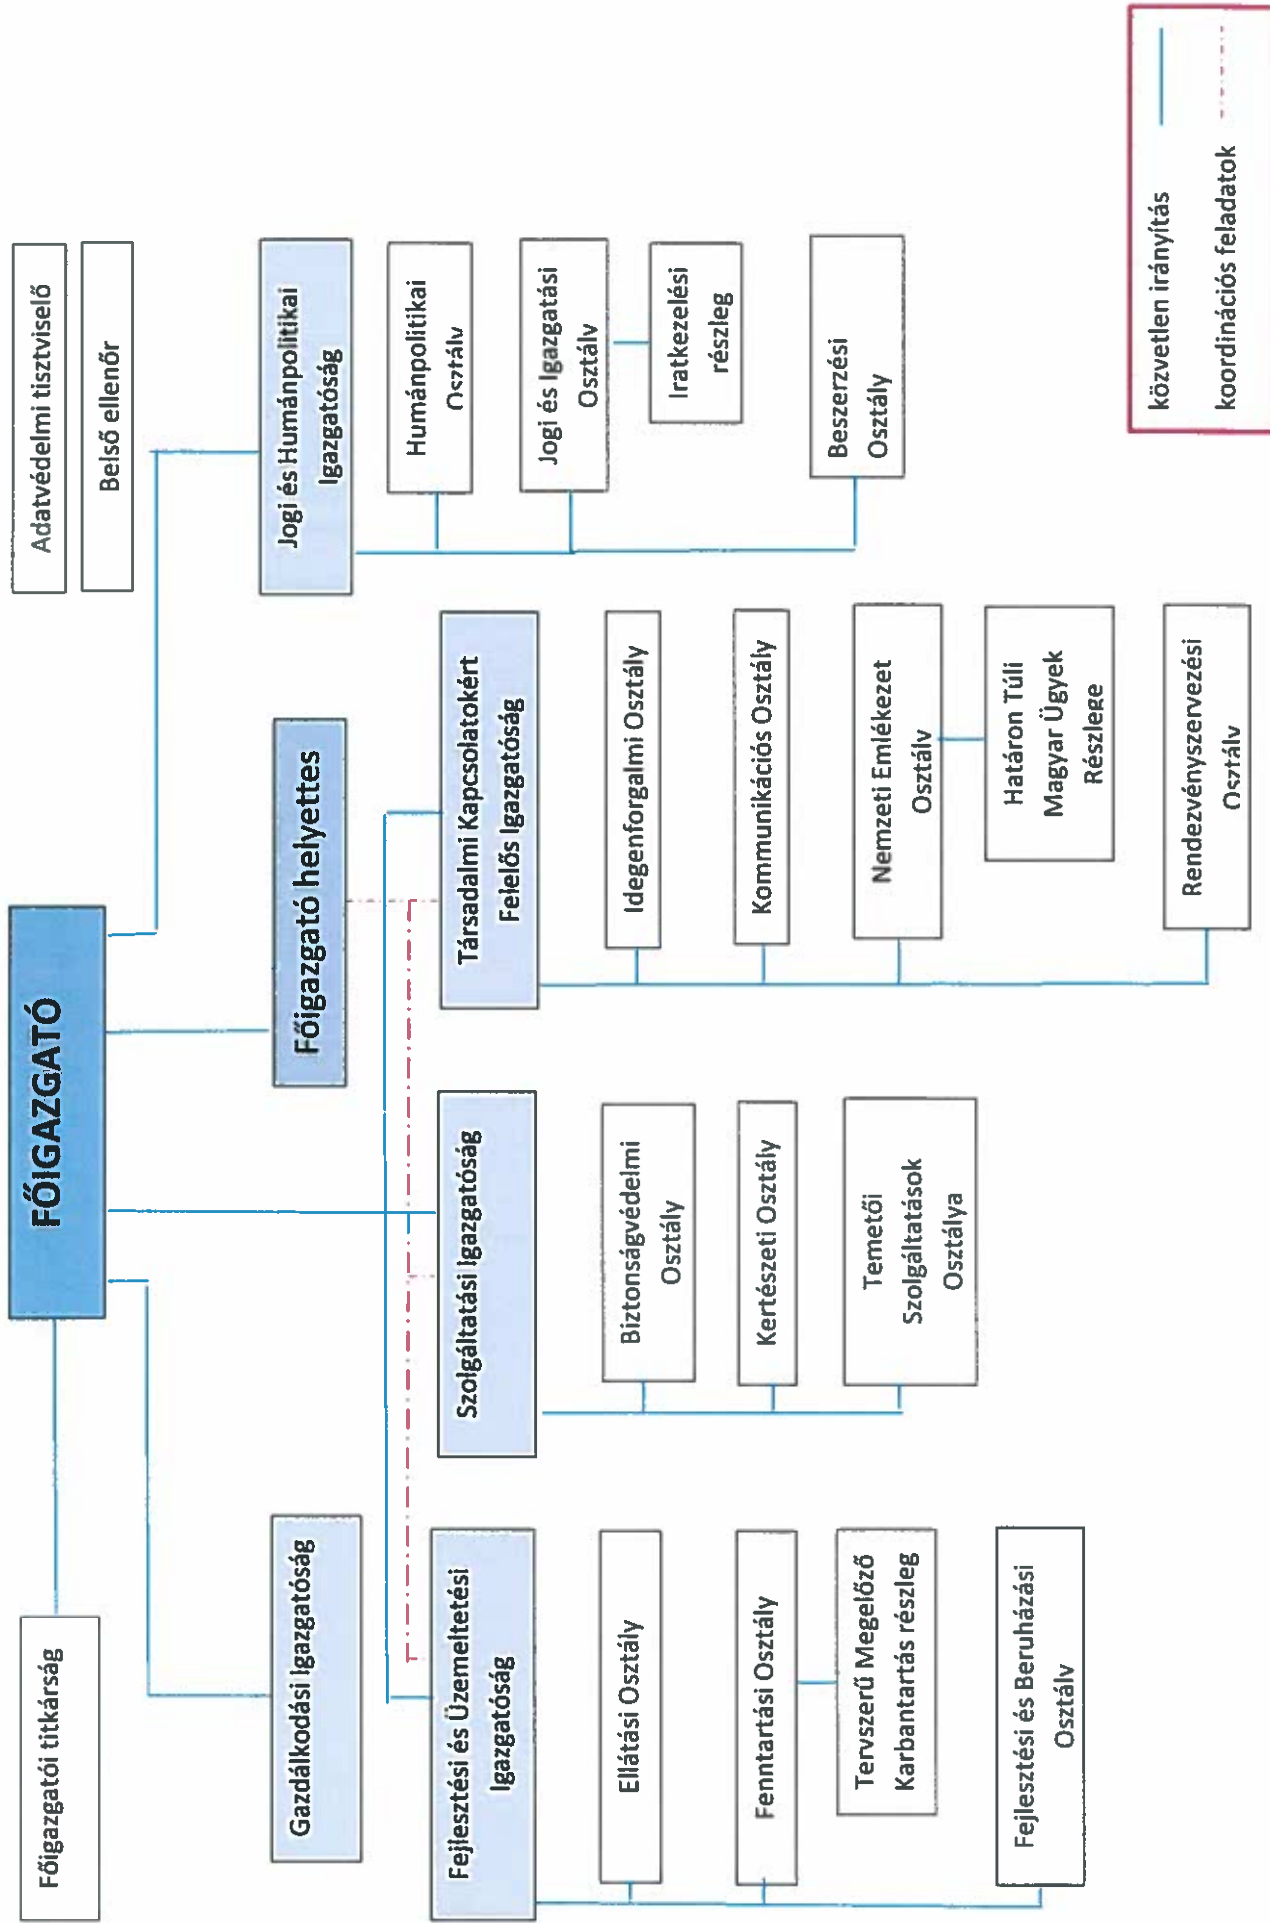 Adatvédelmi tisztviselő
Belső ellenőr
FŐIGAZGATÓ
Főigazgatói titkárság
Főigazgató helyettes
Gazdálkodási Igazgatóság
Jogi és Humánpolitikai
Igazgatóság
Humánpolitikai
Osztály
Jogi és Igazgatási
Osztály
Iratkezelési
részleg
Beszerzési
Osztály
Fejlesztési és Üzemeltetési
Igazgatóság
Ellátási Osztály
Fenntartási Osztály
Tervszerű Megelőző
Karbantartás részleg
Fejlesztési és Beruházási
Osztály
Szolgáltatási Igazgatóság
Biztonságvédelmi
Osztály
Kertészeti Osztály
Temetői
Szolgáltatások
Osztálya
Társadalmi Kapcsolatokért
Felelős Igazgatóság
Idegenforgalmi Osztály
Kommunikációs Osztály
Nemzeti Emlékezet
Osztály
Határon Túli
Magyar Ügyek
Részlege
Rendezvényszervezési
Osztály
közvetlen irányítás
koordinációs feladatok